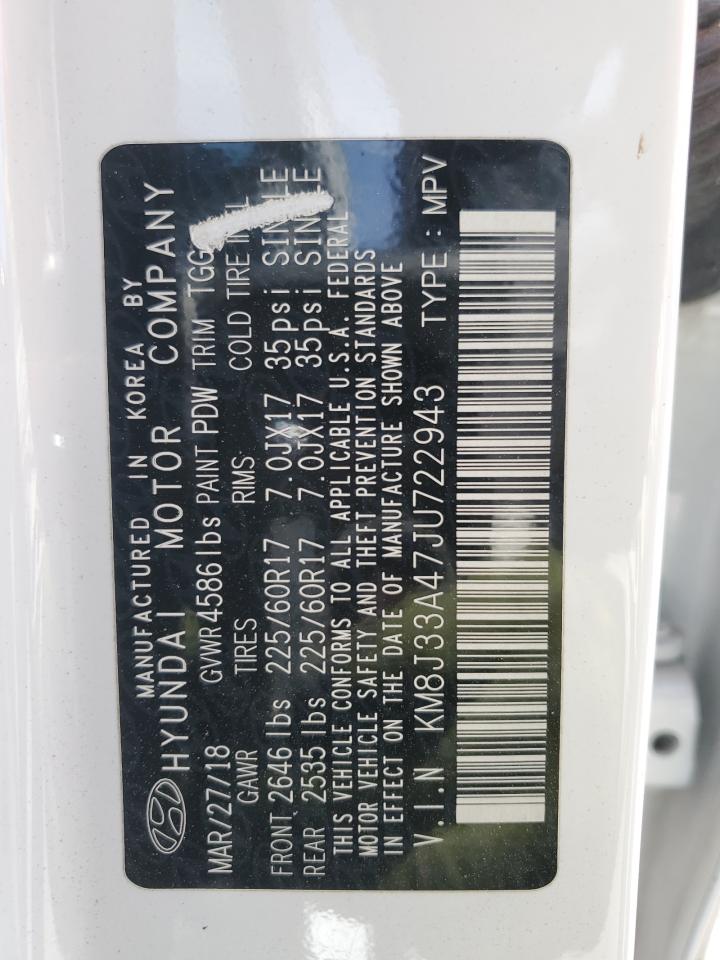 MANUFACTURED IN KOREA BY
HYUNDAI MOTOR COMPANY
MAR/27/18 GVWR 4586 lbs PAINT PDW TRIM
GAWR TIRES RIMS COLD TIRE
FRONT 2646 lbs 225/60R17 7.0JX17 35psi
REAR 2535 lbs 225/60R17 7.0JX17 35psi
THIS VEHICLE CONFORMS TO ALL APPLICABLE U.S.A. FEDERAL
MOTOR VEHICLE SAFETY AND THEFT PREVENTION STANDARDS
IN EFFECT ON THE DATE OF MANUFACTURE SHOWN ABOVE
V.I.N KM8J33A47JU722943 TYPE : MPV